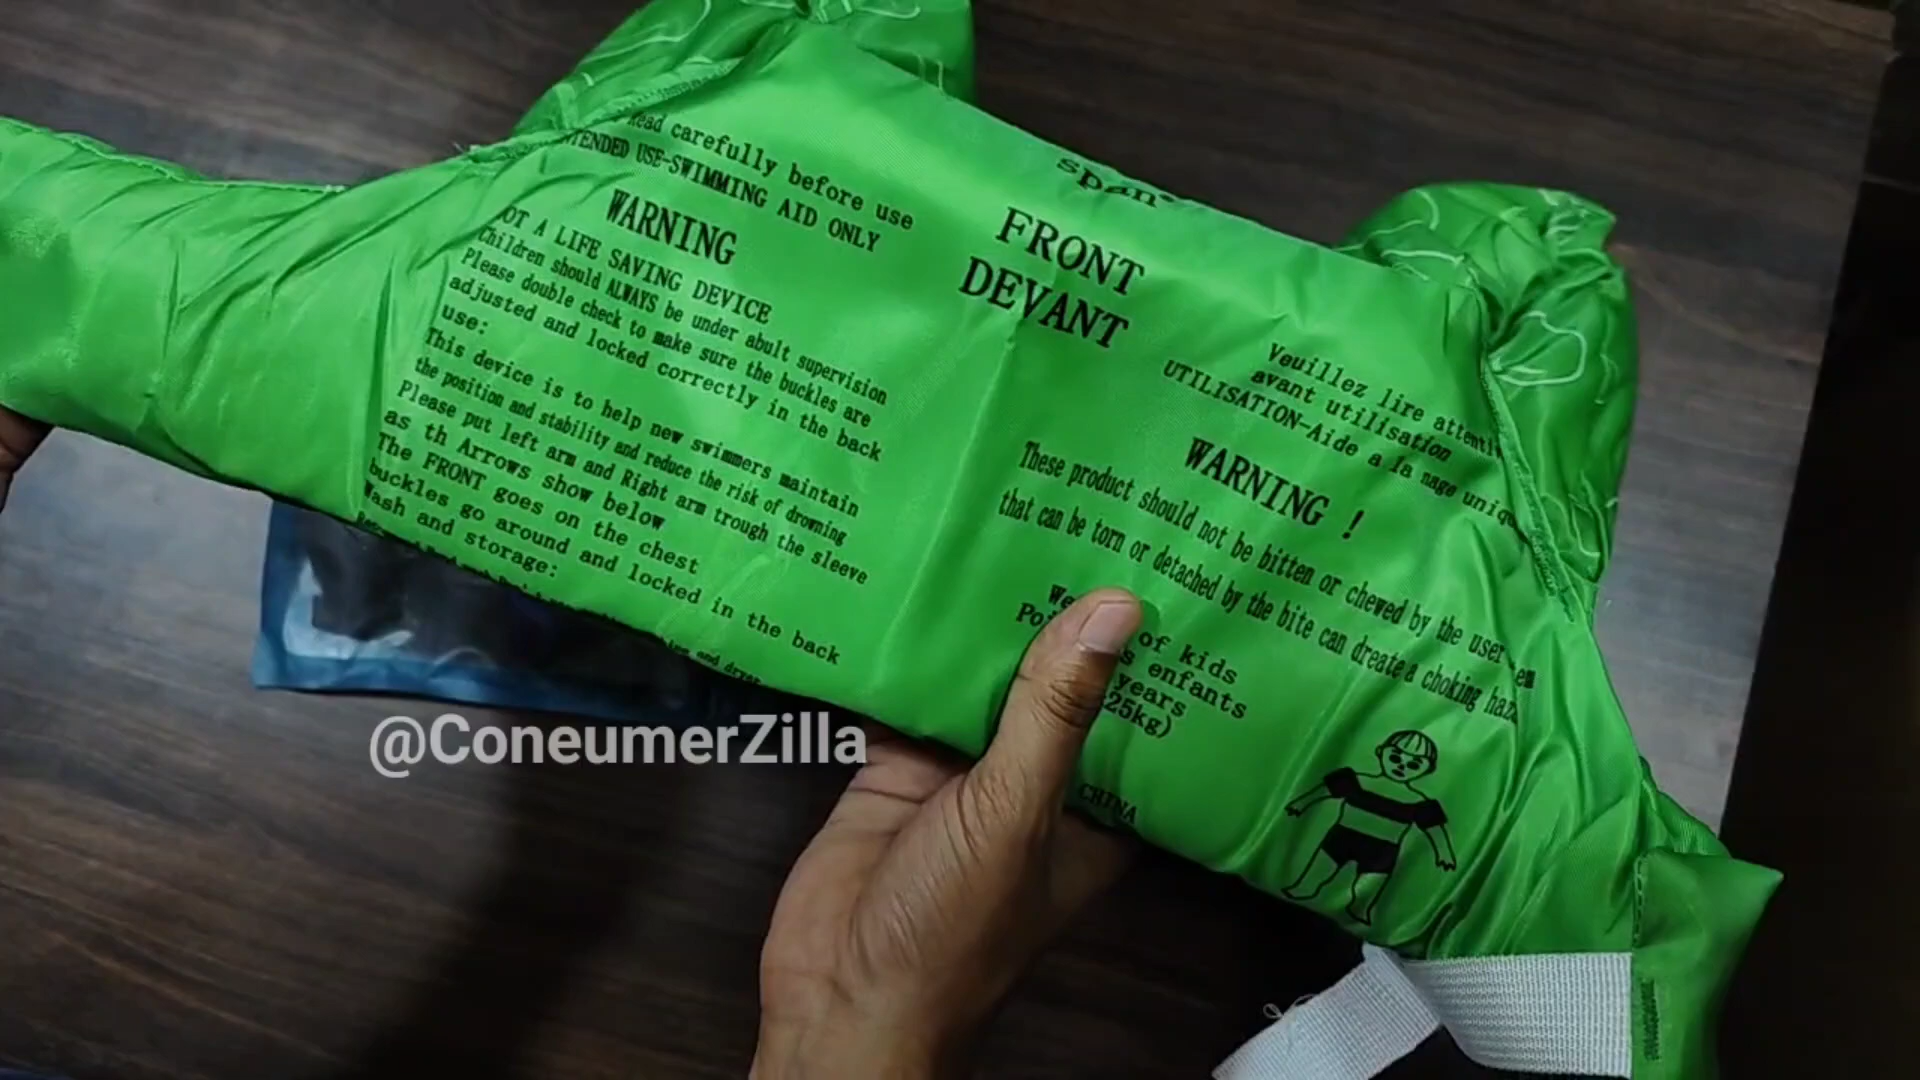 Read carefully before use
USE-SWIMMING AID ONLY
WARNING
A LIFE SAVING DEVICE
Children should ALWAYS be under abult supervision
Please double check to make sure the buckles are
adjusted and locked correctly in the back
use:
This device is to help new swimmers maintain
the position and stability and reduce the risk of drowning
Please put left arm and Right arm trough the sleeve
as th Arrows show below
The FRONT goes on the chest
buckles go around and locked in the back
Wash and storage:
and
FRONT
DEVANT
Veuillez lire
avant utilisation
UTILISATION-Aide a la nage
WARNING !
These product should not be bitten or chewed by the user
that can be torn or detached by the bite can dreate a choking
of kids
enfants
years
25kg)
@ConeumerZilla